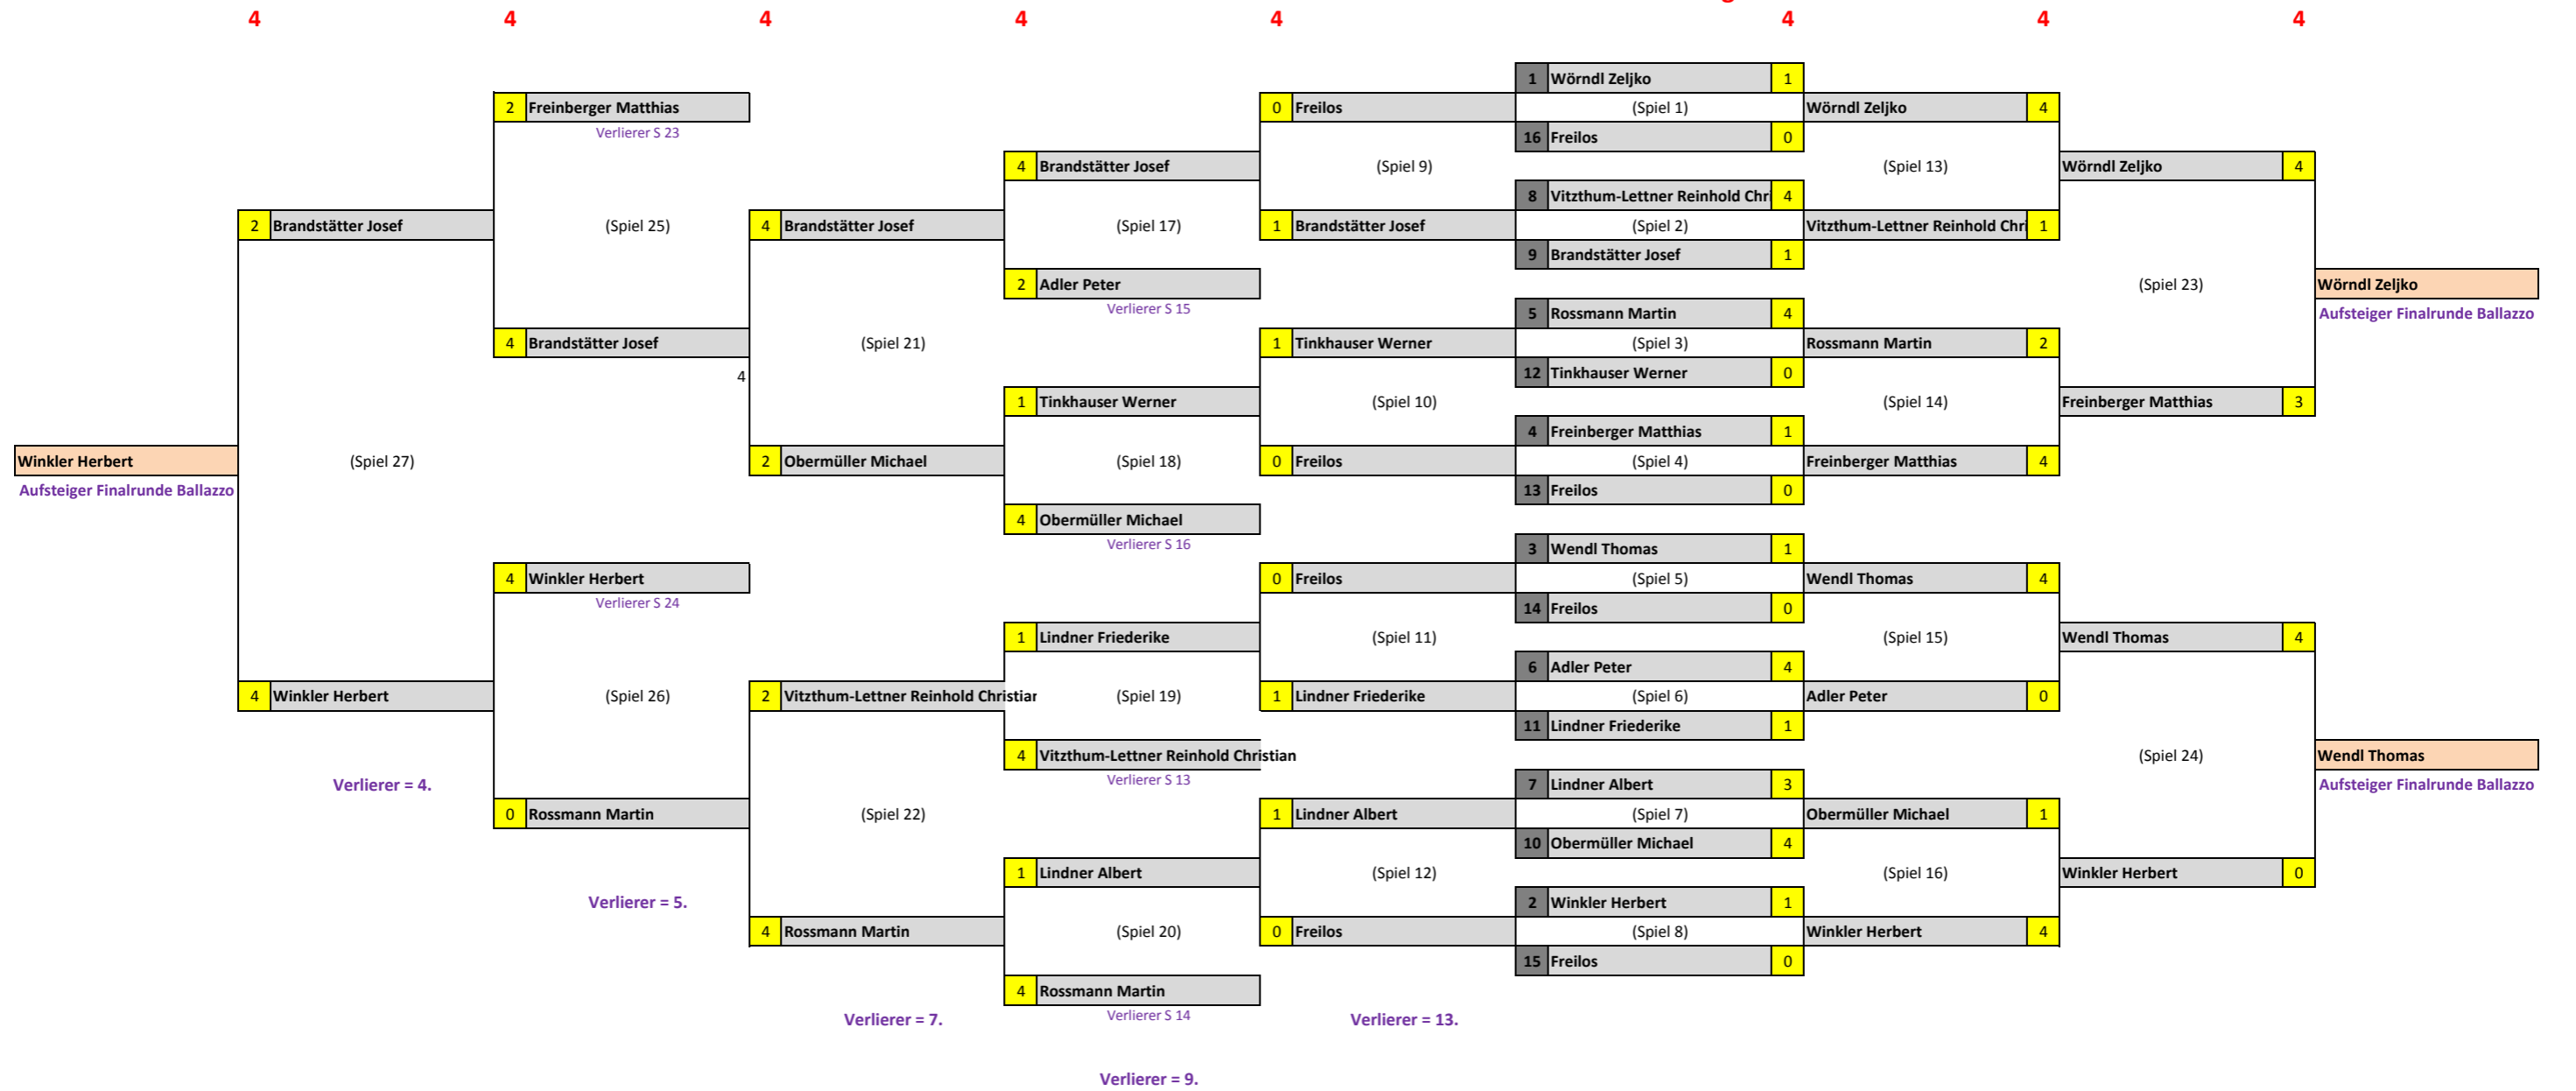 4 4 4 4 4 4 4 4
1 Wörndl Zeljko 1
2 Freinberger Matthias 0 Freilos (Spiel 1) Wörndl Zeljko 4
Verlierer S 23 16 Freilos 0
4 Brandstätter Josef (Spiel 9) (Spiel 13) Wörndl Zeljko 4
8 Vitzthum-Lettner Reinhold Chri 4
2 Brandstätter Josef (Spiel 25) 4 Brandstätter Josef (Spiel 17) 1 Brandstätter Josef (Spiel 2) Vitzthum-Lettner Reinhold Chri 1
9 Brandstätter Josef 1
2 Adler Peter (Spiel 23) Wörndl Zeljko
Verlierer S 15 5 Rossmann Martin 4 Aufsteiger Finalrunde Ballazzo
4 Brandstätter Josef (Spiel 21) 1 Tinkhauser Werner (Spiel 3) Rossmann Martin 2
4 12 Tinkhauser Werner 0
1 Tinkhauser Werner (Spiel 10) (Spiel 14) Freinberger Matthias 3
4 Freinberger Matthias 1
Winkler Herbert (Spiel 27) 2 Obermüller Michael (Spiel 18) 0 Freilos (Spiel 4) Freinberger Matthias 4
Aufsteiger Finalrunde Ballazzo 13 Freilos 0
4 Obermüller Michael
Verlierer S 16 3 Wendl Thomas 1
4 Winkler Herbert 0 Freilos (Spiel 5) Wendl Thomas 4
Verlierer S 24 14 Freilos 0
1 Lindner Friederike (Spiel 11) (Spiel 15) Wendl Thomas 4
6 Adler Peter 4
4 Winkler Herbert (Spiel 26) 2 Vitzthum-Lettner Reinhold Christian (Spiel 19) 1 Lindner Friederike (Spiel 6) Adler Peter 0
11 Lindner Friederike 1
4 Vitzthum-Lettner Reinhold Christian (Spiel 24) Wendl Thomas
Verlierer = 4. Verlierer S 13 7 Lindner Albert 3 Aufsteiger Finalrunde Ballazzo
0 Rossmann Martin (Spiel 22) 1 Lindner Albert (Spiel 7) Obermüller Michael 1
10 Obermüller Michael 4
1 Lindner Albert (Spiel 12) (Spiel 16) Winkler Herbert 0
Verlierer = 5. 2 Winkler Herbert 1
4 Rossmann Martin (Spiel 20) 0 Freilos (Spiel 8) Winkler Herbert 4
15 Freilos 0
4 Rossmann Martin
Verlierer = 7. Verlierer S 14 Verlierer = 13.
Verlierer = 9.